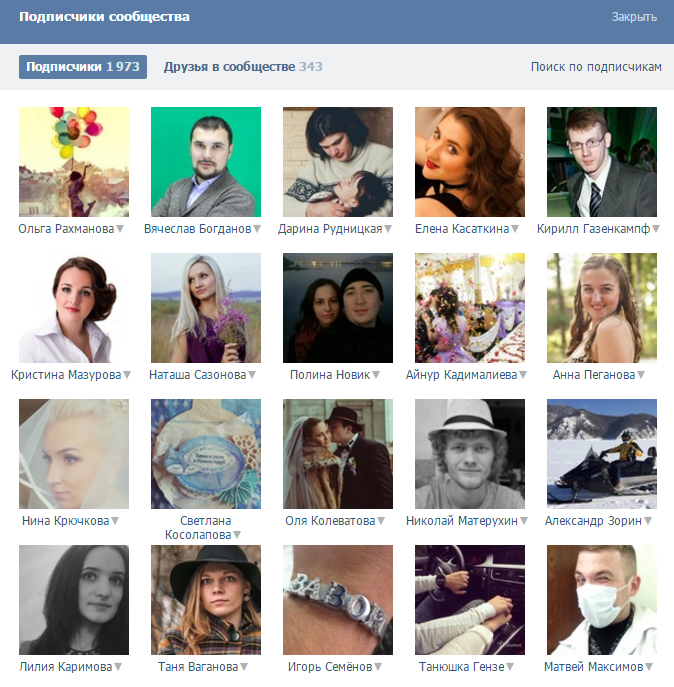 Подписчики сообщества
Закрыть
Подписчики 1 973
Друзья в сообществе 343
Поиск по подписчикам
Ольга Рахманова
Вячеслав Богданов
Дарина Рудницкая
Елена Касаткина
Кирилл Газенкампф
Кристина Мазурова
Наташа Сазонова
Полина Новик
Айнур Кадималиева
Анна Пеганова
Нина Крючкова
Светлана
Косолапова
Оля Колеватова
Николай Матерухин
Александр Зорин
Лилия Каримова
Таня Ваганова
Игорь Семёнов
Танюшка Гензе
Матвей Максимов